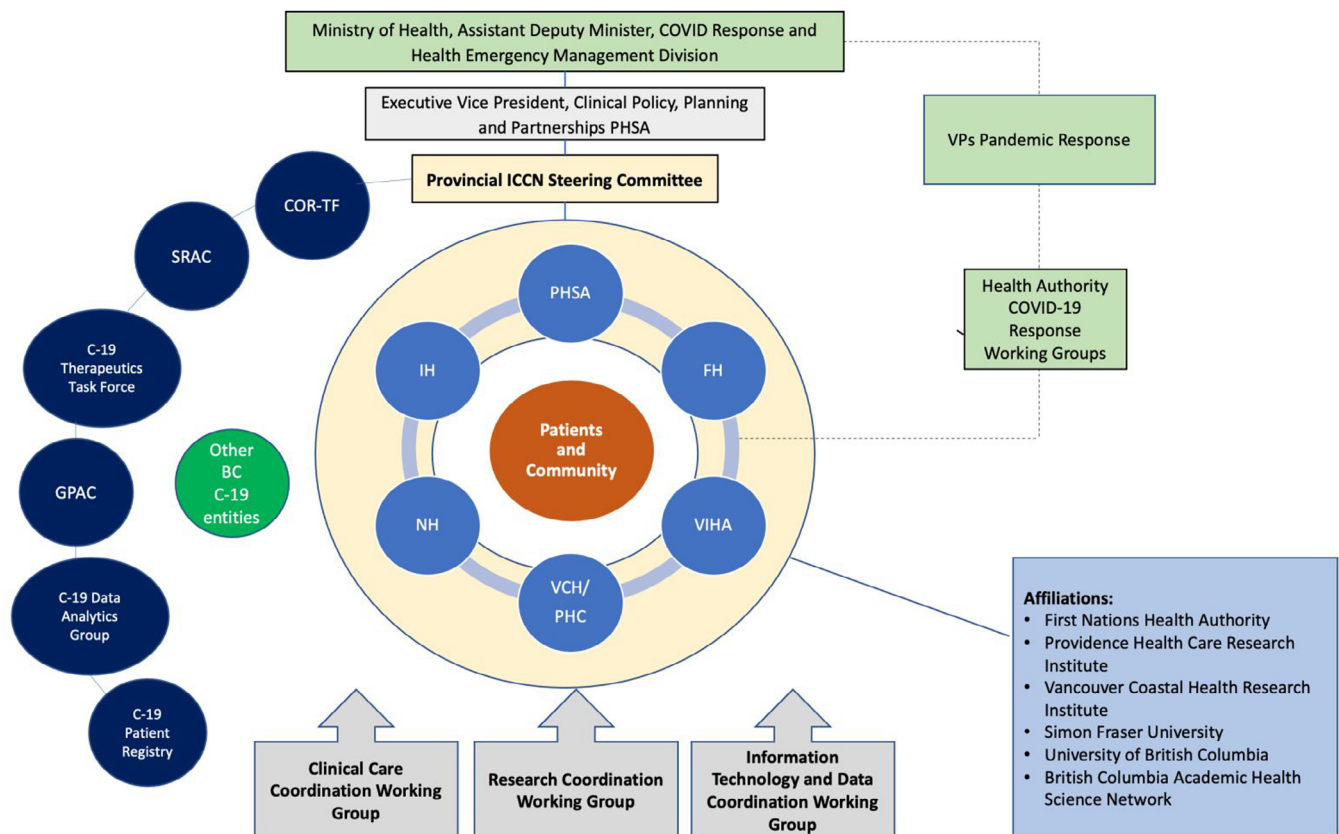 Ministry of Health, Assistant Deputy Minister, COVID Response and
Health Emergency Management Division
Executive Vice President, Clinical Policy, Planning
and Partnerships PHSA
Provincial ICCN Steering Committee
VPs Pandemic Response
Health Authority
COVID-19
Response
Working Groups
COR-TF
SRAC
C-19
Therapeutics
Task Force
GPAC
C-19 Data
Analytics
Group
C-19
Patient
Registry
Other
BC
C-19
entities
PHSA
FH
VIHA
VCH/
PHC
NH
IH
Patients
and
Community
Affiliations:
• First Nations Health Authority
• Providence Health Care Research
Institute
• Vancouver Coastal Health Research
Institute
• Simon Fraser University
• University of British Columbia
• British Columbia Academic Health
Science Network
Clinical Care
Coordination Working
Group
Research Coordination
Working Group
Information
Technology and Data
Coordination Working
Group